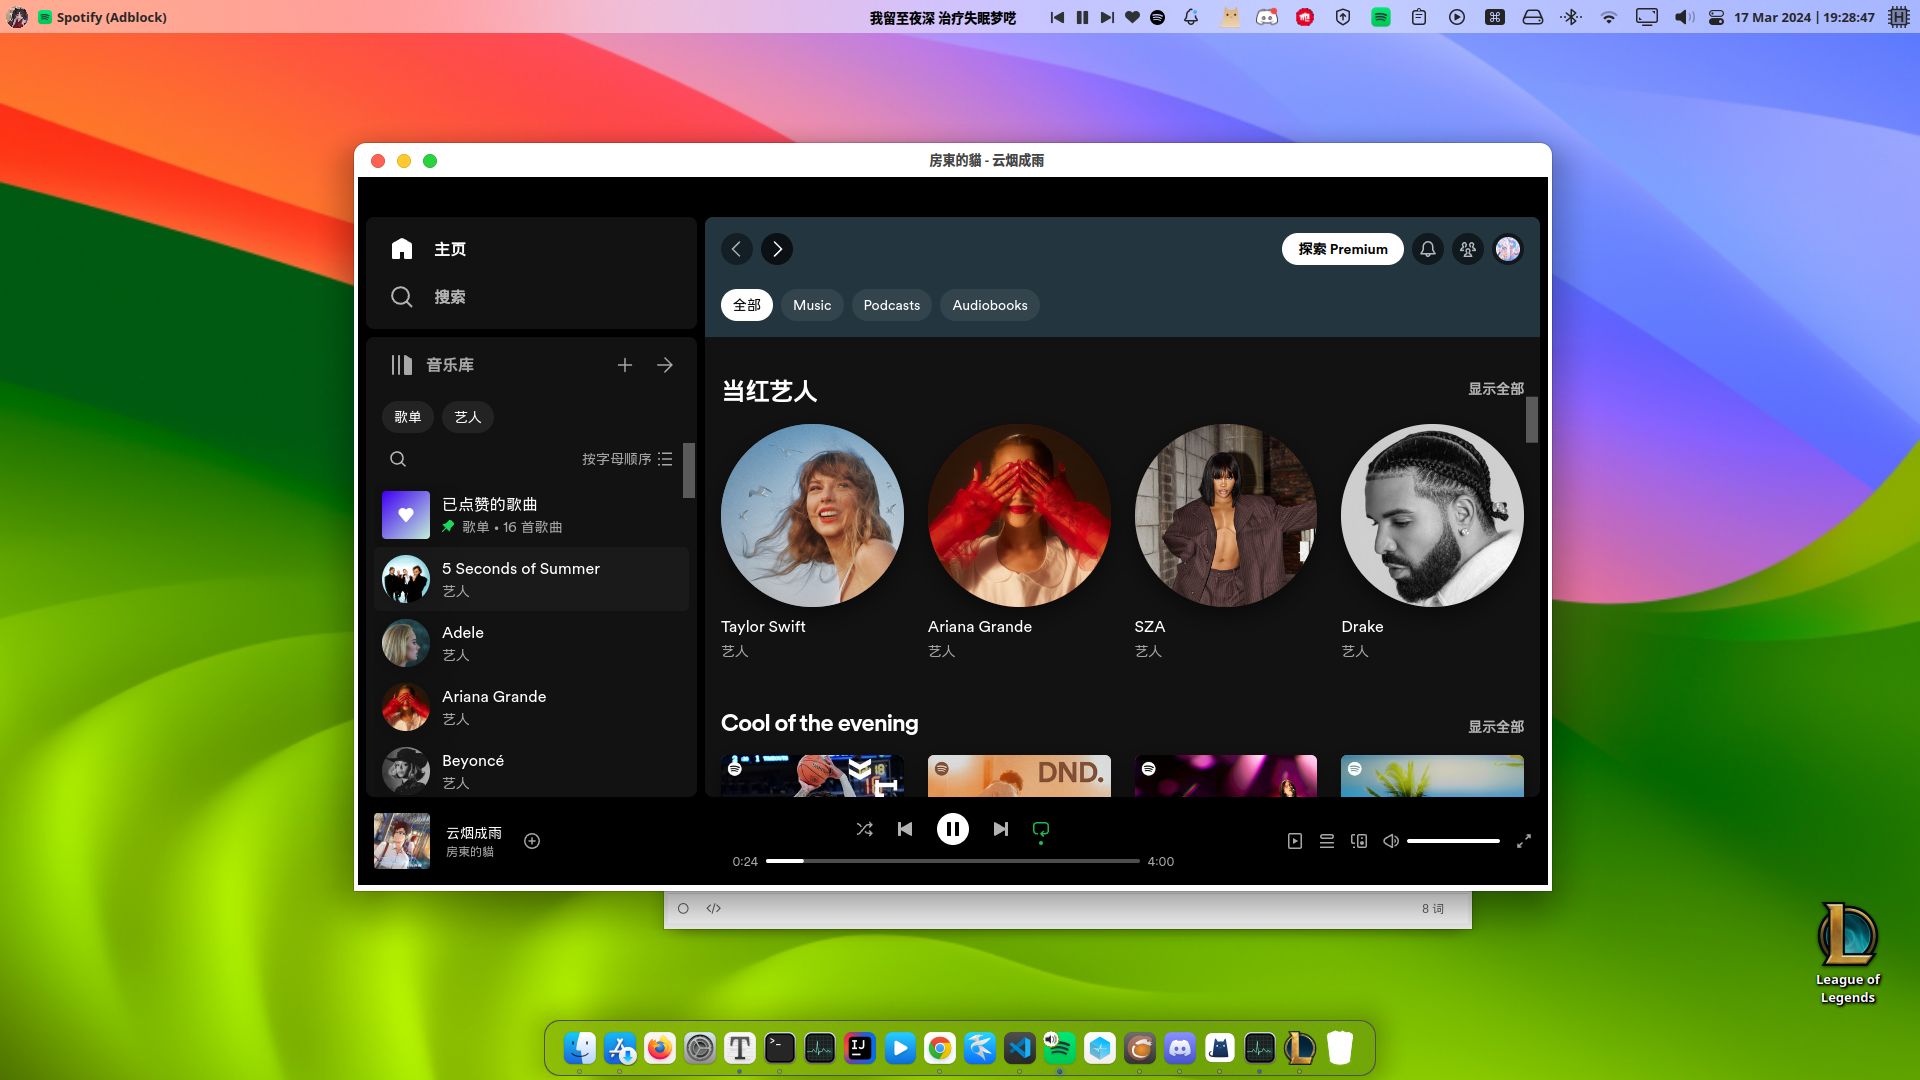 Spotify (Adblock)
我留至夜深 治疗失眠梦呓
17 Mar 2024 | 19:28:47
房東的貓 - 云烟成雨
主页
搜索
音乐库
歌单
艺人
按字母顺序
已点赞的歌曲
歌单 • 16 首歌曲
5 Seconds of Summer
艺人
Adele
艺人
Ariana Grande
艺人
Beyoncé
艺人
探索 Premium
全部
Music
Podcasts
Audiobooks
当红艺人
显示全部
Taylor Swift
艺人
Ariana Grande
艺人
SZA
艺人
Drake
艺人
Cool of the evening
显示全部
DND.
云烟成雨
房東的貓
0:24
4:00
8 词
League of
Legends